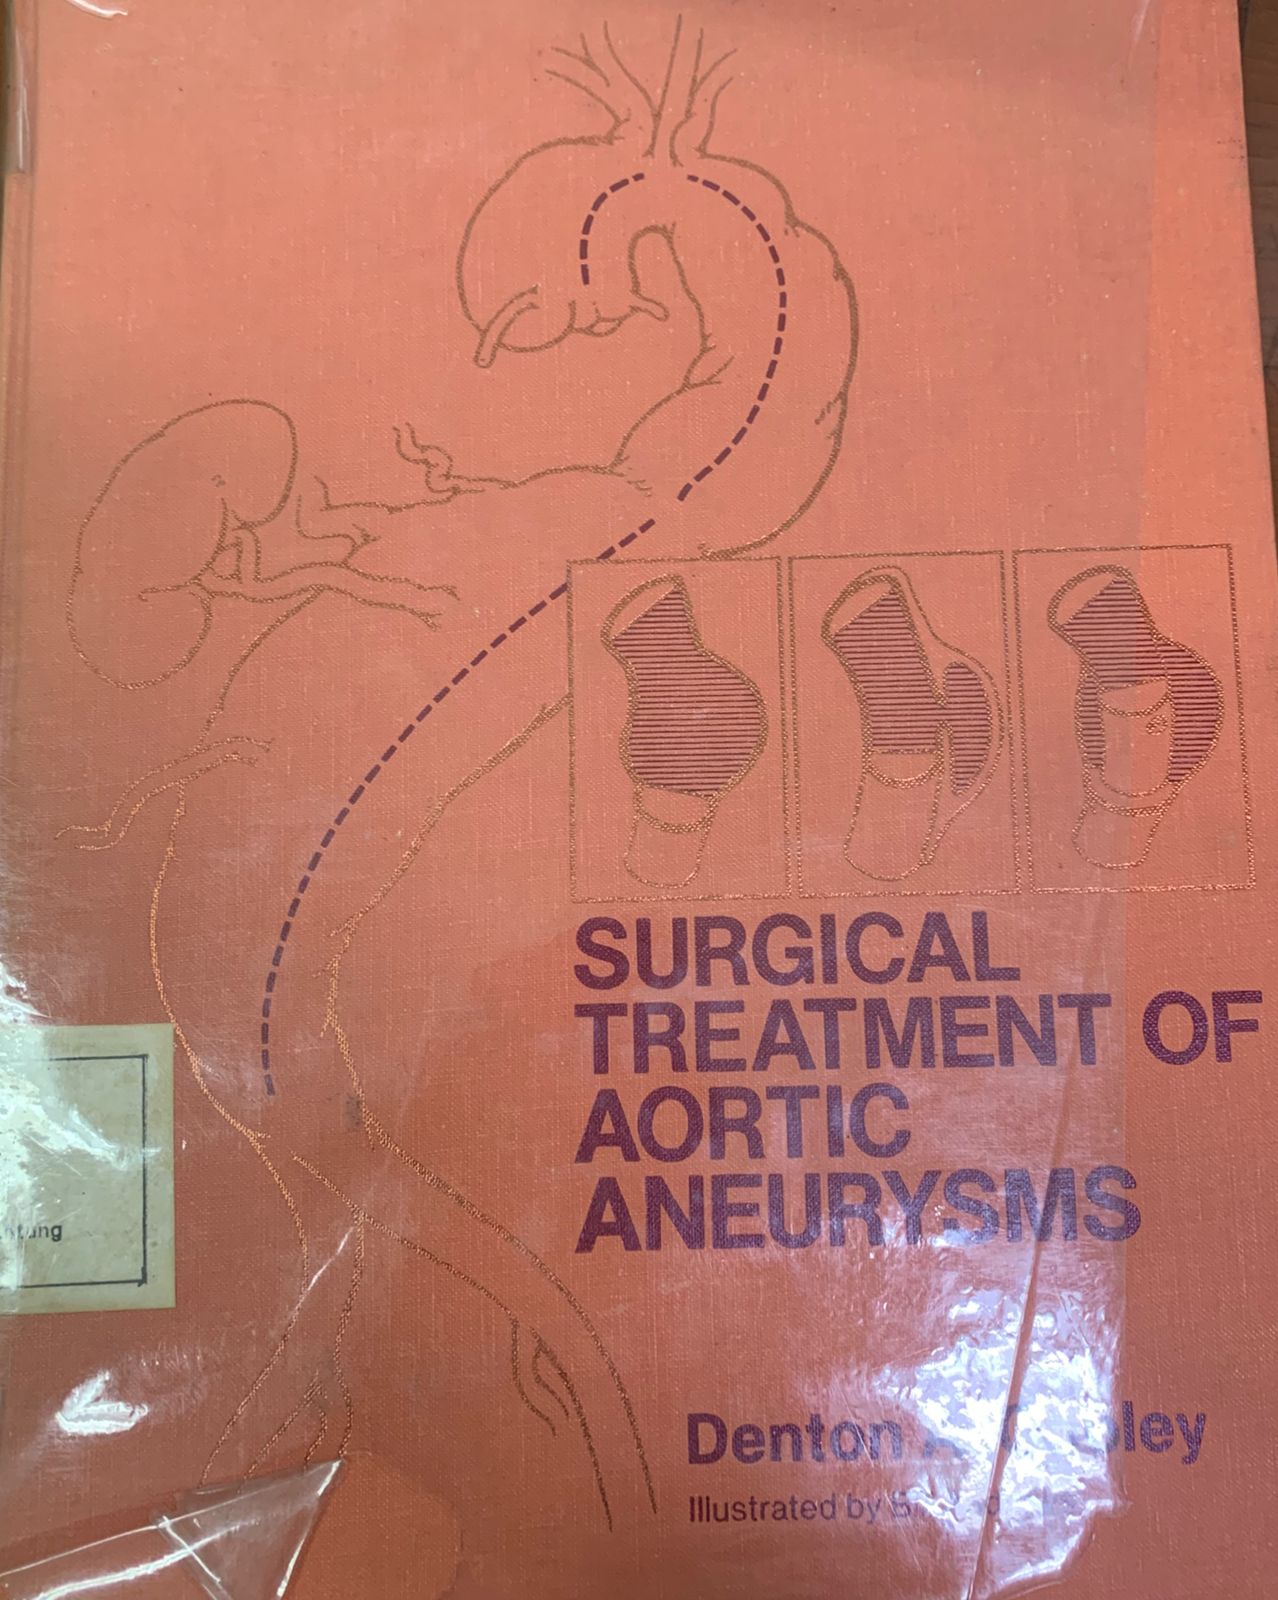 SURGICAL
TREATMENT OF
AORTIC
ANEURYSMS
Denton
Illustrated by